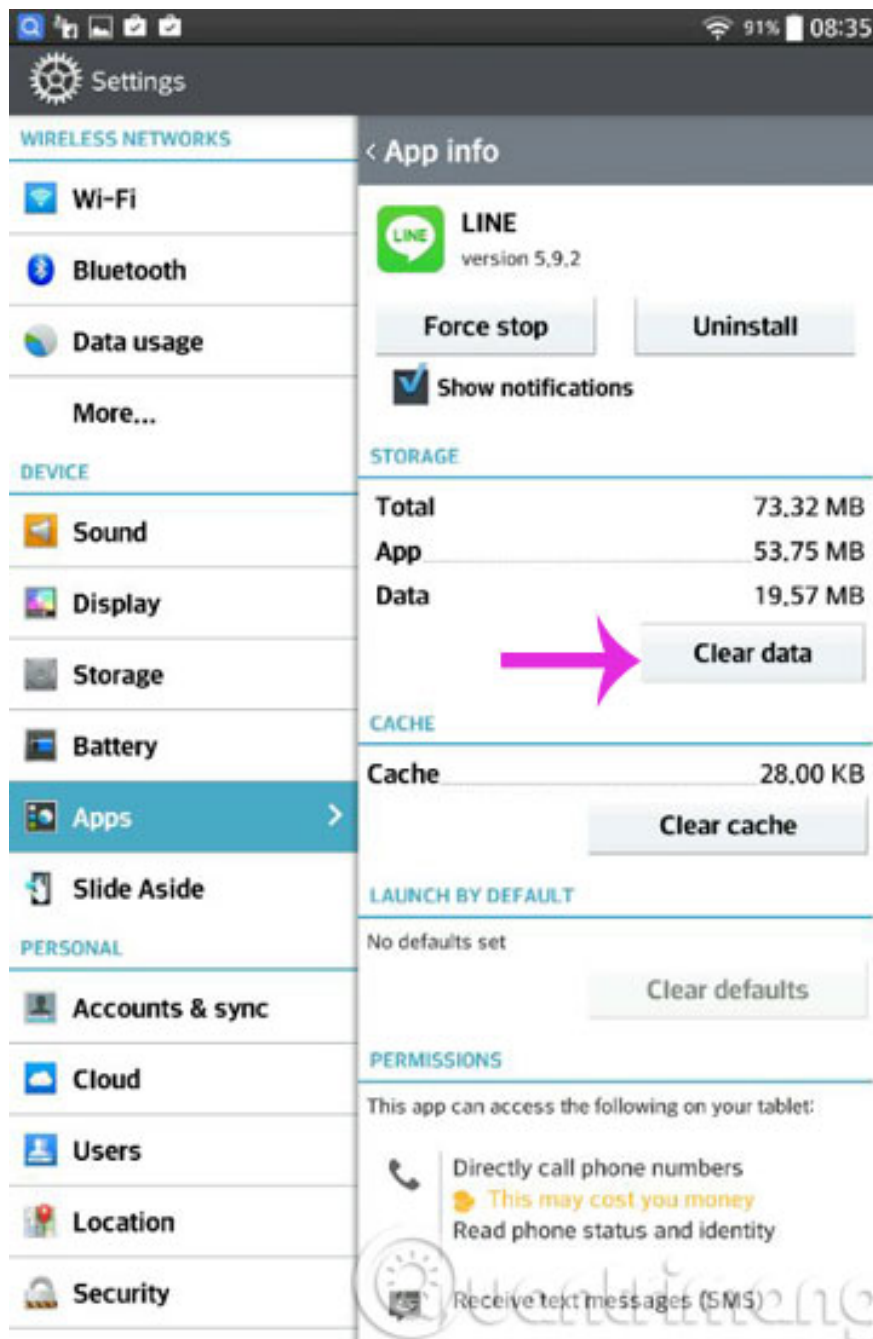 91% 08:35
Settings
WIRELESS NETWORKS
Wi-Fi
Bluetooth
Data usage
More...
DEVICE
Sound
Display
Storage
Battery
Apps
Slide Aside
PERSONAL
Accounts & sync
Cloud
Users
Location
Security
< App info
LINE
LINE
version 5.9.2
Force stop
Uninstall
Show notifications
STORAGE
Total 73.32 MB
App 53.75 MB
Data 19.57 MB
Clear data
CACHE
Cache 28.00 KB
Clear cache
LAUNCH BY DEFAULT
No defaults set
Clear defaults
PERMISSIONS
This app can access the following on your tablet:
Directly call phone numbers
This may cost you money
Read phone status and identity
Receive text messages (SMS)
Quantrimang